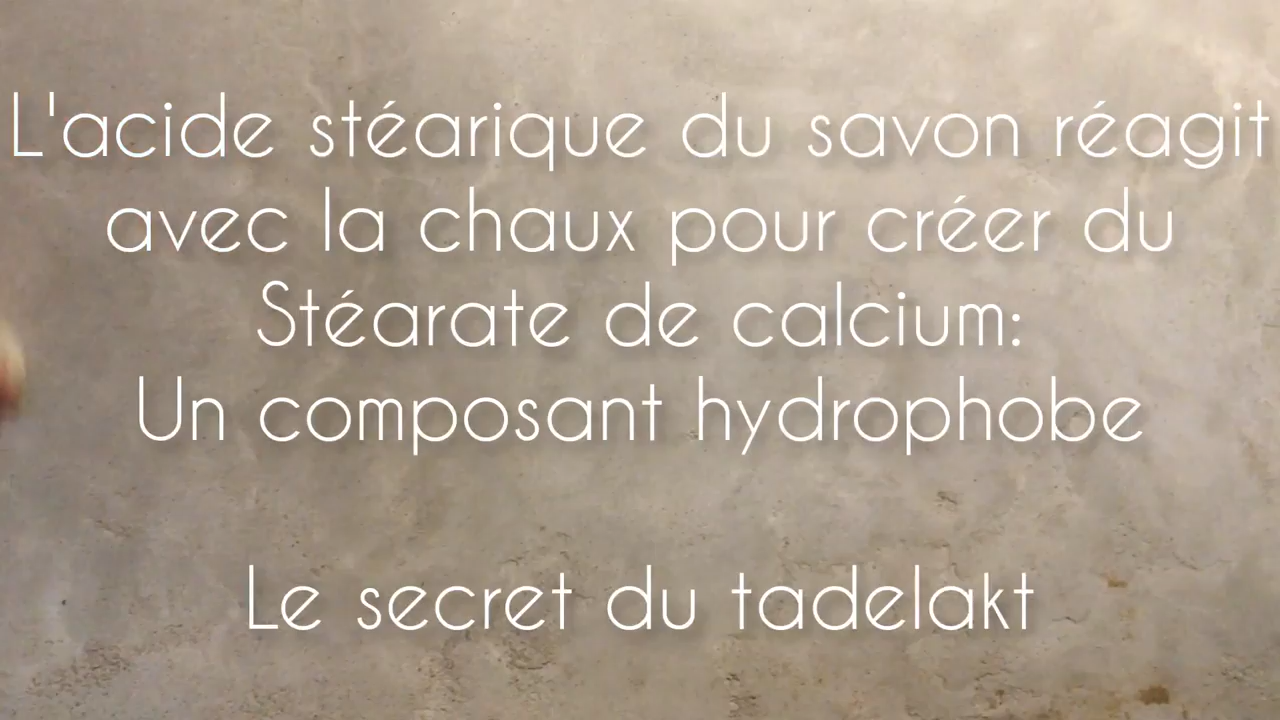 L'acide stéarique du savon réagit
avec la chaux pour créer du
Stéarate de calcium:
Un composant hydrophobe
Le secret du tadelakt